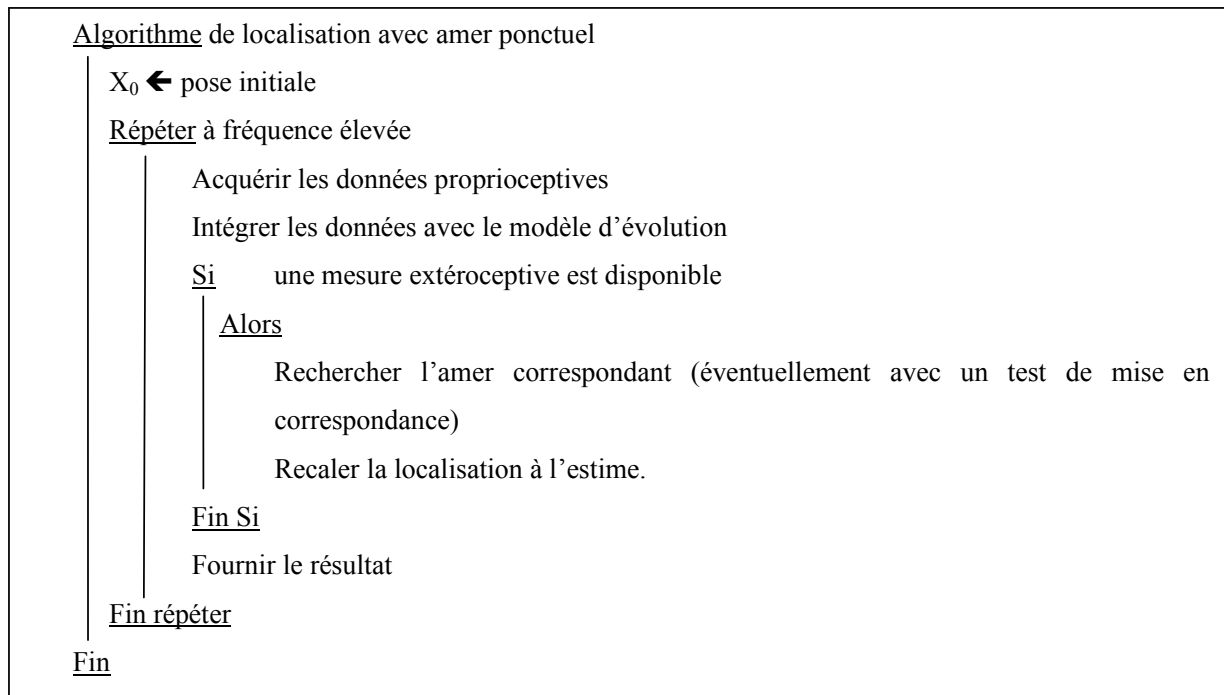 Algorithme de localisation avec amer ponctuel
X₀ 🡸 pose initiale
Répéter à fréquence élevée
Acquérir les données proprioceptives
Intégrer les données avec le modèle d’évolution
Si une mesure extéroceptive est disponible
Alors
Rechercher l’amer correspondant (éventuellement avec un test de mise en
correspondance)
Recaler la localisation à l’estime.
Fin Si
Fournir le résultat
Fin répéter
Fin